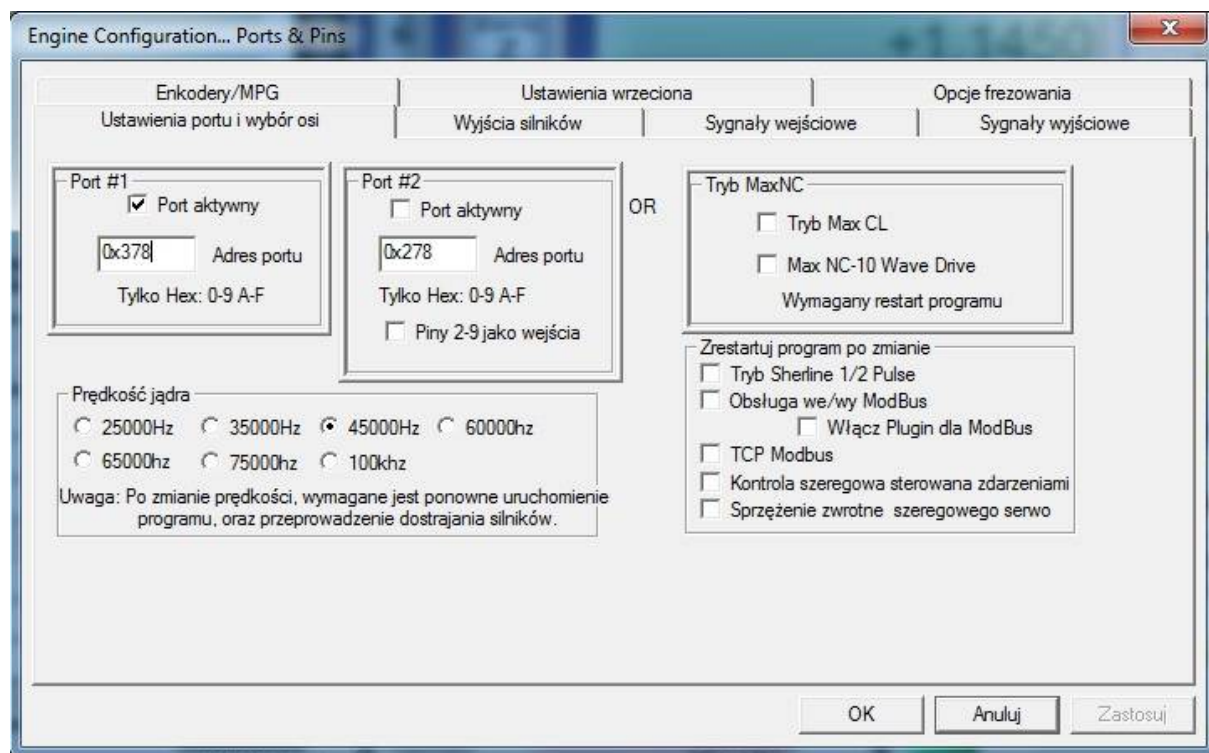 Engine Configuration... Ports & Pins
+1.1450
Enkodery/MPG
Ustawienia wrzeciona
Opcje frezowania
Ustawienia portu i wybór osi
Wyjścia silników
Sygnały wejściowe
Sygnały wyjściowe
Port #1
Port aktywny
0x378
Adres portu
Tylko Hex: 0-9 A-F
Port #2
Port aktywny
0x278
Adres portu
Tylko Hex: 0-9 A-F
Piny 2-9 jako wejścia
OR
Tryb MaxNC
Tryb Max CL
Max NC-10 Wave Drive
Wymagany restart programu
Zrestartuj program po zmianie
Tryb Sherline 1/2 Pulse
Obsługa we/wy ModBus
Włącz Plugin dla ModBus
TCP Modbus
Kontrola szeregowa sterowana zdarzeniami
Sprzężenie zwrotne szeregowego serwo
Prędkość jądra
25000Hz 35000Hz 45000Hz 60000hz
65000hz 75000hz 100khz
Uwaga: Po zmianie prędkości, wymagane jest ponowne uruchomienie
programu, oraz przeprowadzenie dostrajania silników.
OK
Anuluj
Zastosuj